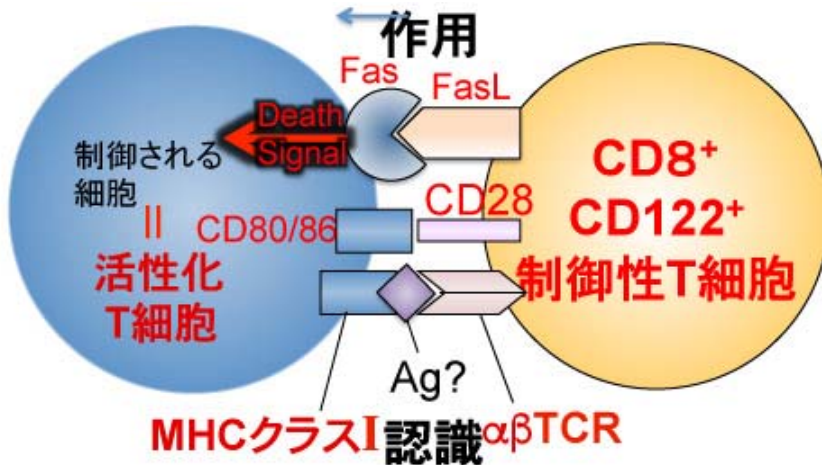 作用
Fas
FasL
Death
Signal
制御される
細胞
II
活性化
T細胞
CD80/86
CD28
CD8+
CD122+
制御性T細胞
Ag?
MHCクラスI
認識
αβTCR